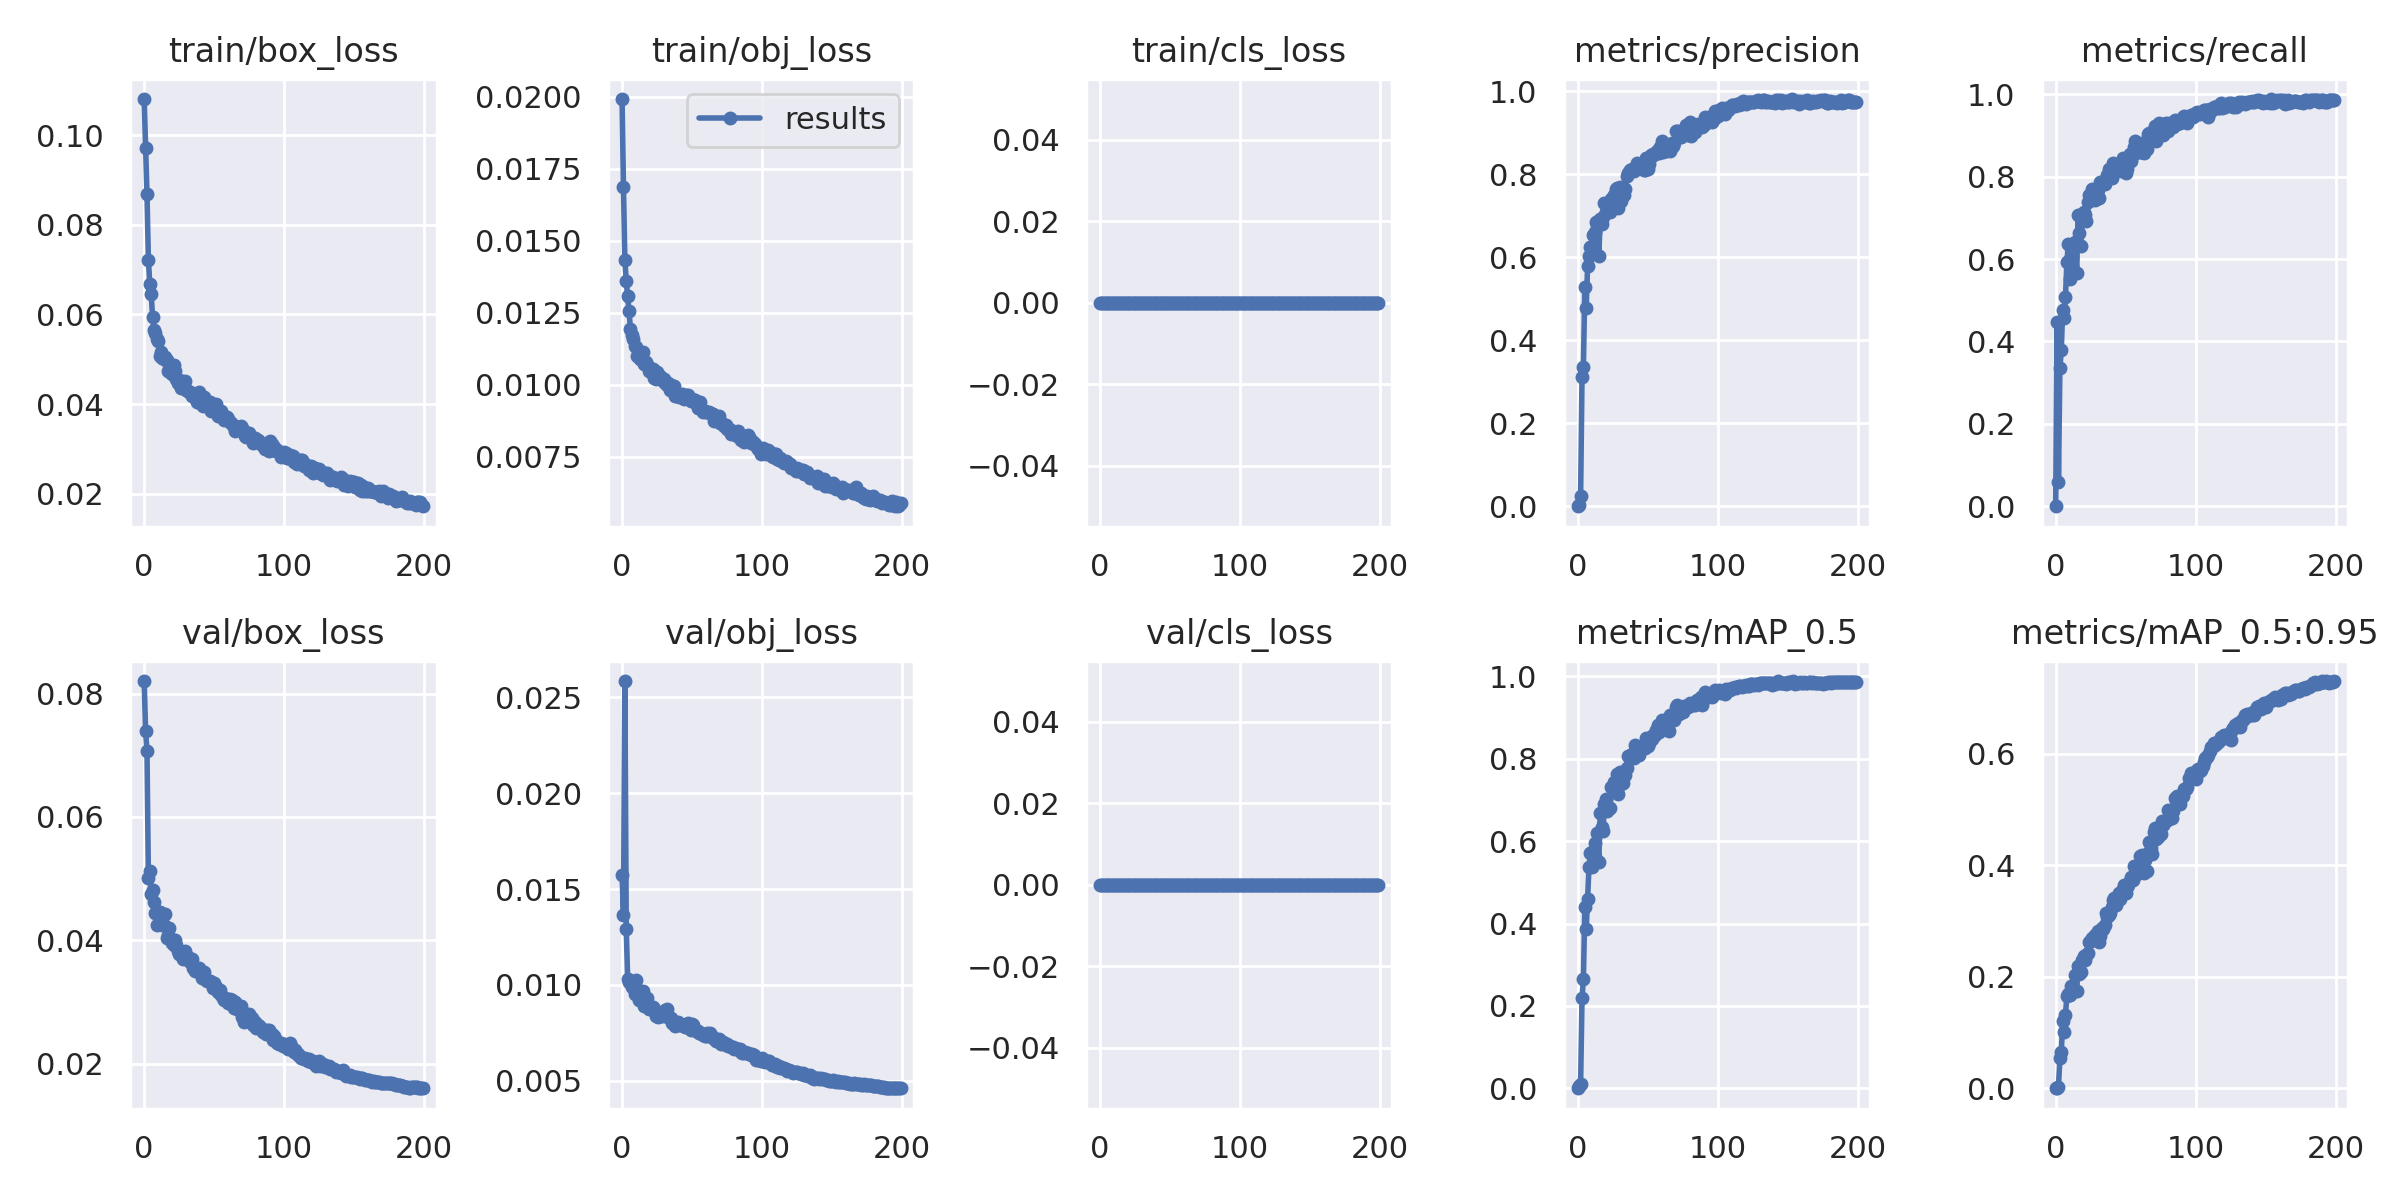 train/box_loss
0.10
0.08
0.06
0.04
0.02
0 100 200
train/obj_loss
results
0.0200
0.0175
0.0150
0.0125
0.0100
0.0075
0 100 200
train/cls_loss
0.04
0.02
0.00
−0.02
−0.04
0 100 200
metrics/precision
1.0
0.8
0.6
0.4
0.2
0.0
0 100 200
metrics/recall
1.0
0.8
0.6
0.4
0.2
0.0
0 100 200
val/box_loss
0.08
0.06
0.04
0.02
0 100 200
val/obj_loss
0.025
0.020
0.015
0.010
0.005
0 100 200
val/cls_loss
0.04
0.02
0.00
−0.02
−0.04
0 100 200
metrics/mAP_0.5
1.0
0.8
0.6
0.4
0.2
0.0
0 100 200
metrics/mAP_0.5:0.95
0.6
0.4
0.2
0.0
0 100 200